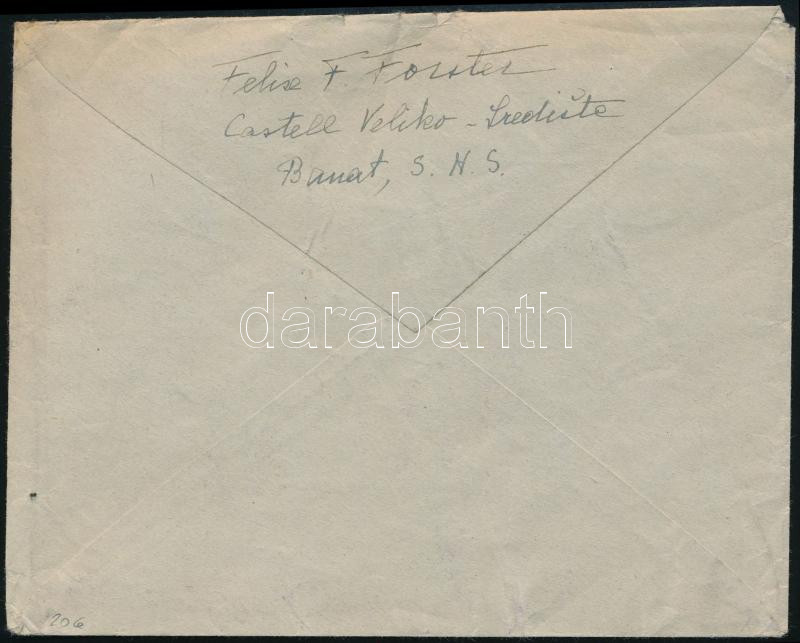 Felix F. Forster
Castell Veliko - Središte
Banat, S. H. S.
darabanth
206